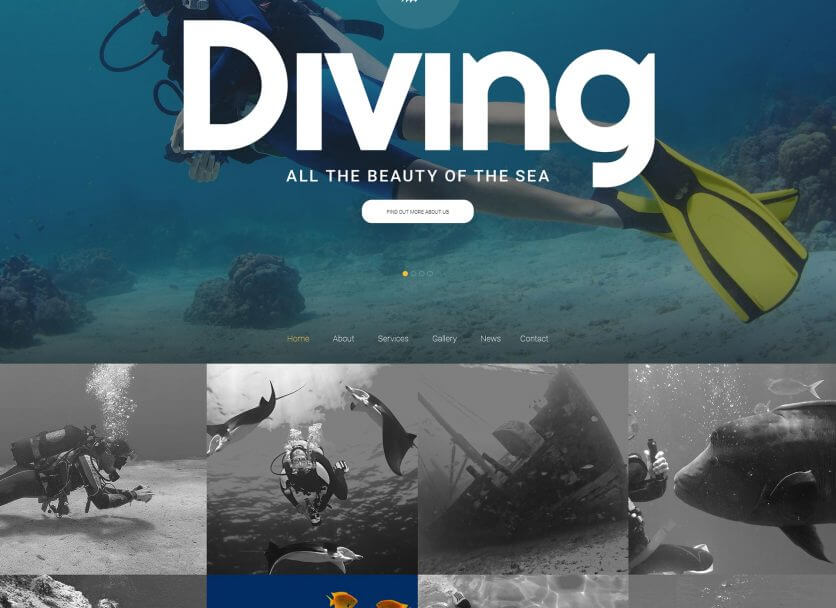 Diving
ALL THE BEAUTY OF THE SEA
FIND OUT MORE ABOUT US
Home About Services Gallery News Contact